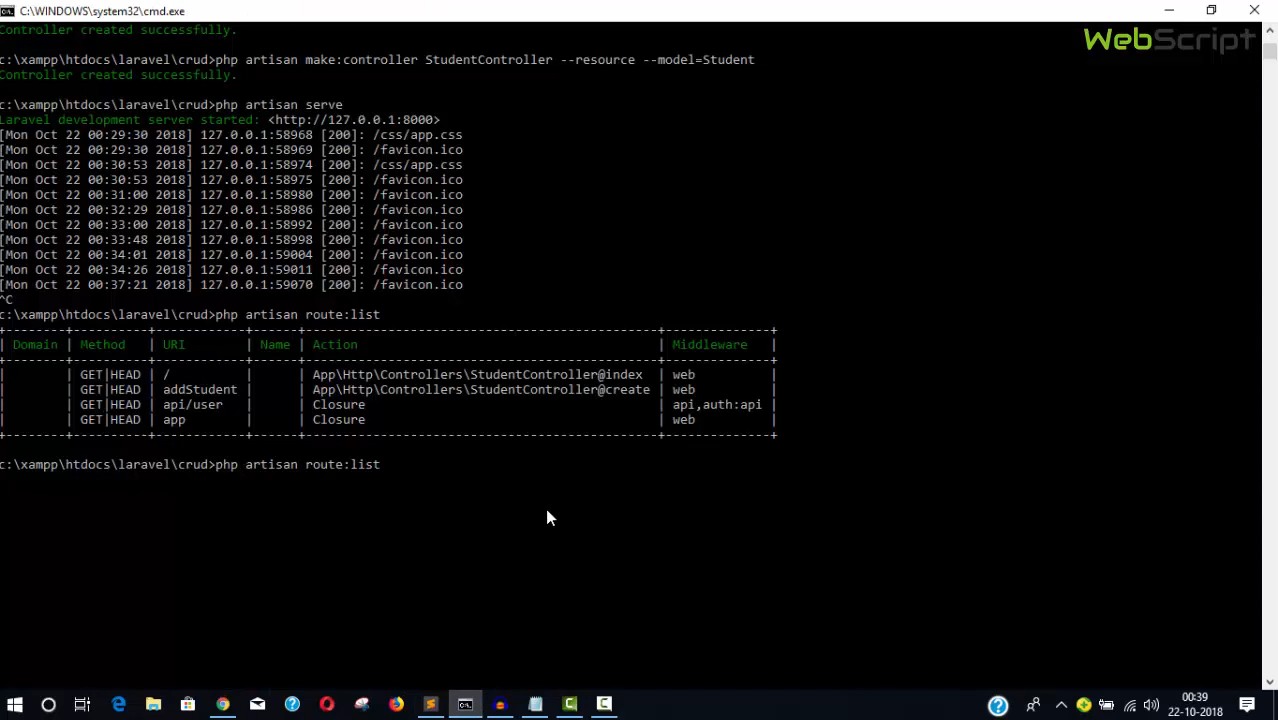 C:\WINDOWS\system32\cmd.exe
WebScript
Controller created successfully.
c:\xampp\htdocs\laravel\crud>php artisan make:controller StudentController --resource --model=Student
Controller created successfully.
c:\xampp\htdocs\laravel\crud>php artisan serve
Laravel development server started: <http://127.0.0.1:8000>
[Mon Oct 22 00:29:30 2018] 127.0.0.1:58968 [200]: /css/app.css
[Mon Oct 22 00:29:30 2018] 127.0.0.1:58969 [200]: /favicon.ico
[Mon Oct 22 00:30:53 2018] 127.0.0.1:58974 [200]: /css/app.css
[Mon Oct 22 00:30:53 2018] 127.0.0.1:58975 [200]: /favicon.ico
[Mon Oct 22 00:31:00 2018] 127.0.0.1:58980 [200]: /favicon.ico
[Mon Oct 22 00:32:29 2018] 127.0.0.1:58986 [200]: /favicon.ico
[Mon Oct 22 00:33:00 2018] 127.0.0.1:58992 [200]: /favicon.ico
[Mon Oct 22 00:33:48 2018] 127.0.0.1:58998 [200]: /favicon.ico
[Mon Oct 22 00:34:01 2018] 127.0.0.1:59004 [200]: /favicon.ico
[Mon Oct 22 00:34:26 2018] 127.0.0.1:59011 [200]: /favicon.ico
[Mon Oct 22 00:37:21 2018] 127.0.0.1:59070 [200]: /favicon.ico
^C
c:\xampp\htdocs\laravel\crud>php artisan route:list
+--------+----------+------------+------+------------------------------------------------+--------------+
| Domain | Method | URI | Name | Action | Middleware |
+--------+----------+------------+------+------------------------------------------------+--------------+
| | GET|HEAD | / | | App\Http\Controllers\StudentController@index | web |
| | GET|HEAD | addStudent | | App\Http\Controllers\StudentController@create | web |
| | GET|HEAD | api/user | | Closure | api,auth:api |
| | GET|HEAD | app | | Closure | web |
+--------+----------+------------+------+------------------------------------------------+--------------+
c:\xampp\htdocs\laravel\crud>php artisan route:list
00:39
22-10-2018